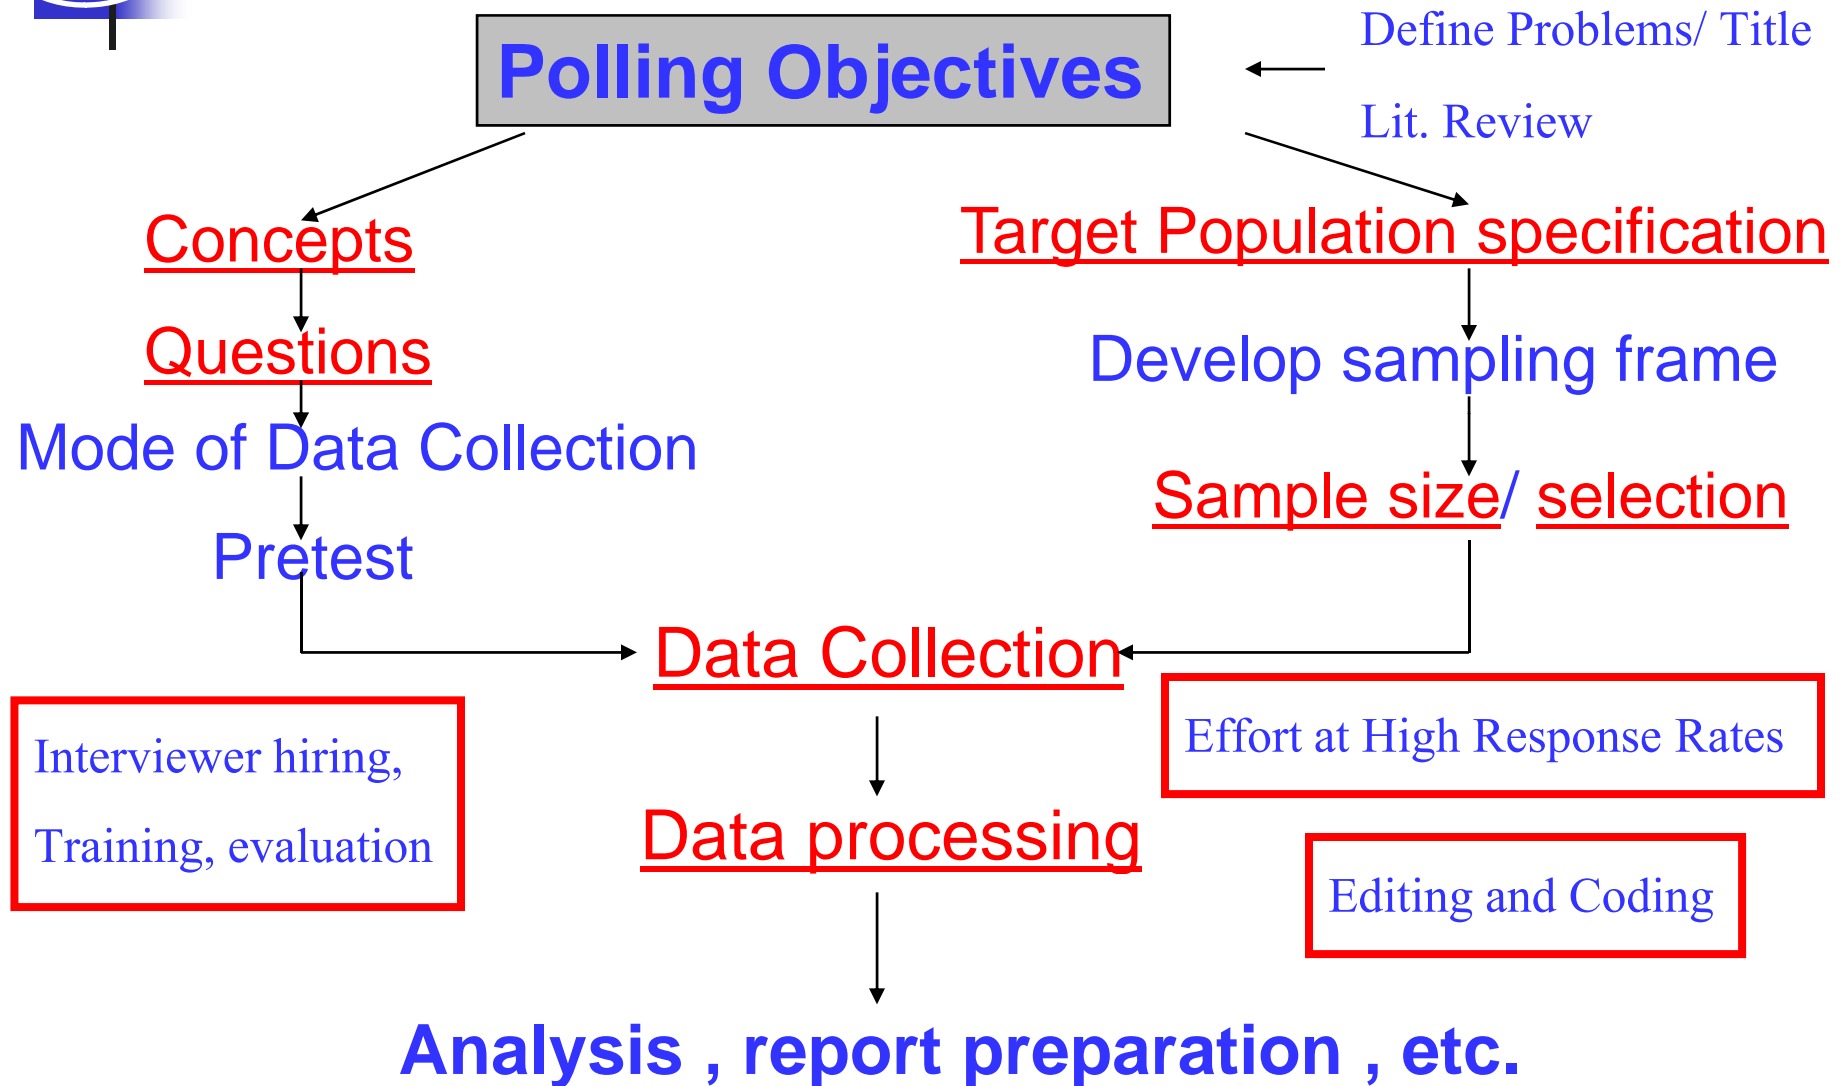 Polling Objectives
Define Problems/ Title
Lit. Review
Concepts
Target Population specification
Questions
Develop sampling frame
Mode of Data Collection
Sample size/ selection
Pretest
Data Collection
Interviewer hiring,
Training, evaluation
Effort at High Response Rates
Data processing
Editing and Coding
Analysis , report preparation , etc.